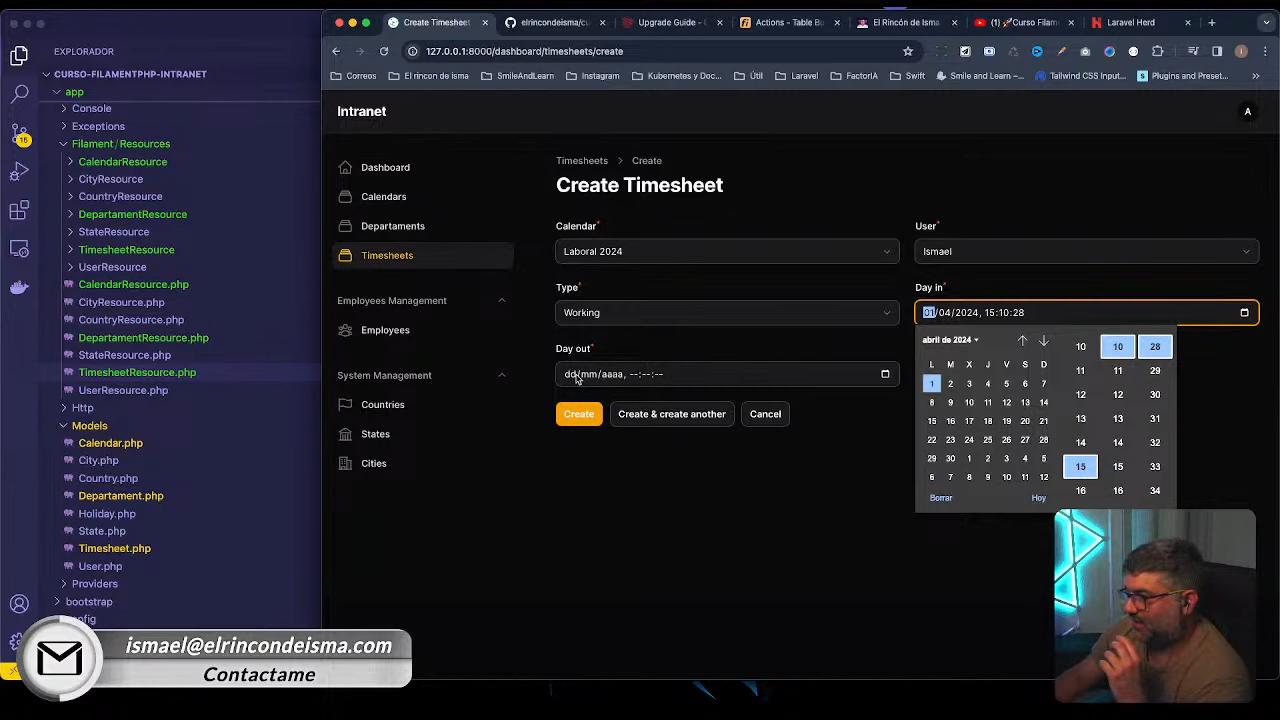 EXPLORADOR
CURSO-FILAMENTPHP-INTRANET
app
Console
Exceptions
Filament/Resources
CalendarResource
CityResource
CountryResource
DepartamentResource
StateResource
TimesheetResource
UserResource
CalendarResource.php
CityResource.php
CountryResource.php
DepartamentResource.php
StateResource.php
TimesheetResource.php
UserResource.php
Http
Models
Calendar.php
City.php
Country.php
Departament.php
Holiday.php
State.php
Timesheet.php
User.php
Providers
bootstrap
15
Create Timesheet
elrincondeisma/cu
Upgrade Guide -
Actions - Table Bu
El Rincón de Isma
🚀Curso Filam
Laravel Herd
127.0.0.1:8000/dashboard/timesheets/create
Correos
El rincon de isma
SmileAndLearn
Instagram
Kubernetes y Doc...
Útil
Laravel
FactorIA
Swift
Smile and Learning –...
Tailwind CSS Input...
Plugins and Preset...
Intranet
A
Dashboard
Calendars
Departaments
Timesheets
Employees Management
Employees
System Management
Countries
States
Cities
Timesheets > Create
Create Timesheet
Calendar*
Laboral 2024
User*
Ismael
Type*
Working
Day in*
01/04/2024, 15:10:28
Day out*
dd/mm/aaaa, --:--:--
Create
Create & create another
Cancel
abril de 2024
L M X J V S D
1 2 3 4 5 6 7
8 9 10 11 12 13 14
15 16 17 18 19 20 21
22 23 24 25 26 27 28
29 30 1 2 3 4 5
6 7 8 9 10 11 12
Borrar
Hoy
10 10 28
11 11 29
12 12 30
13 13 31
14 14 32
15 15 33
16 16 34
ismael@elrincondeisma.com
Contactame